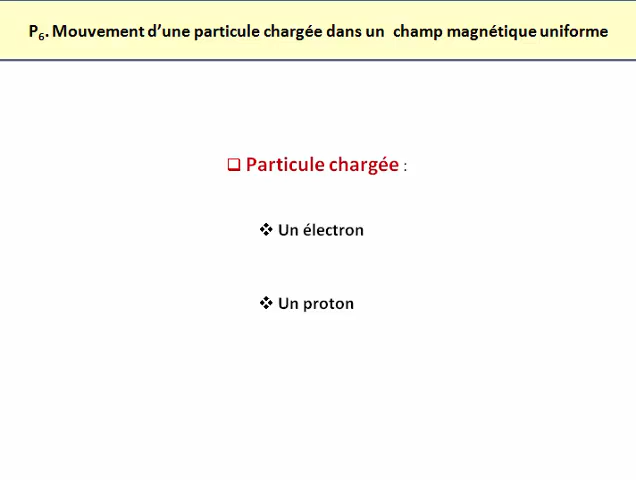 P₆. Mouvement d’une particule chargée dans un champ magnétique uniforme
❑ Particule chargée :
❖ Un électron
❖ Un proton